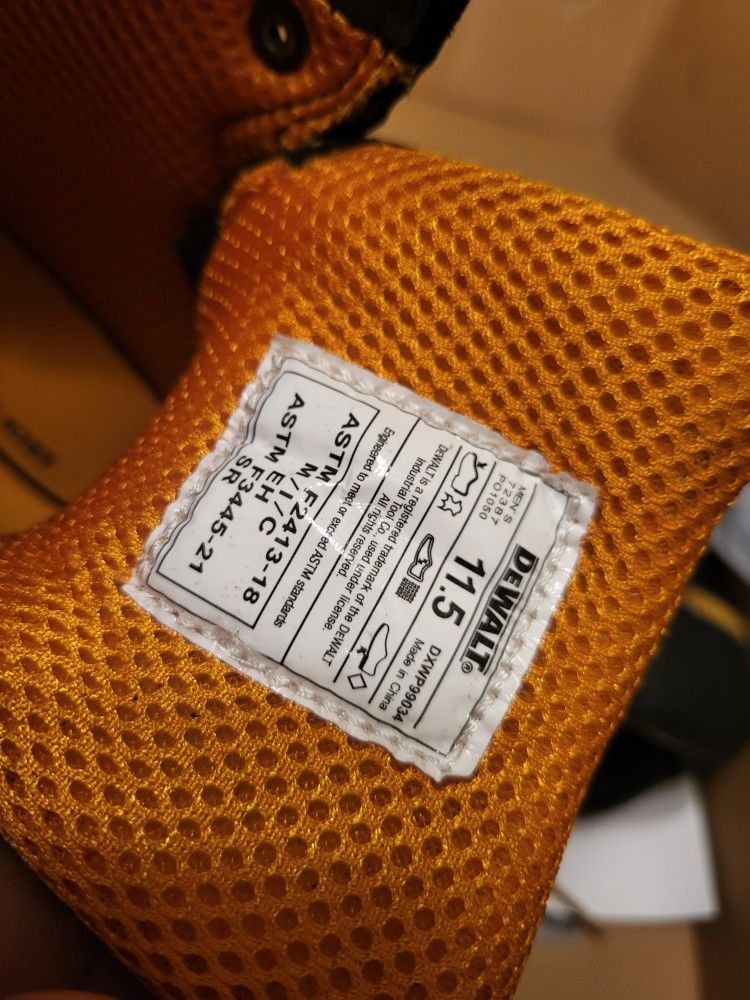 DEWALT®
MEN'S
72387
PO1050
11.5
DXWP99034
Made in China
DEWALT is a registered trademark of the DEWALT
Industrial Tool Co., used under license.
All rights reserved.
Engineered to meet or exceed ASTM standards
ASTM F2413-18
M/I/C
EH
ASTM F3445-21
SR